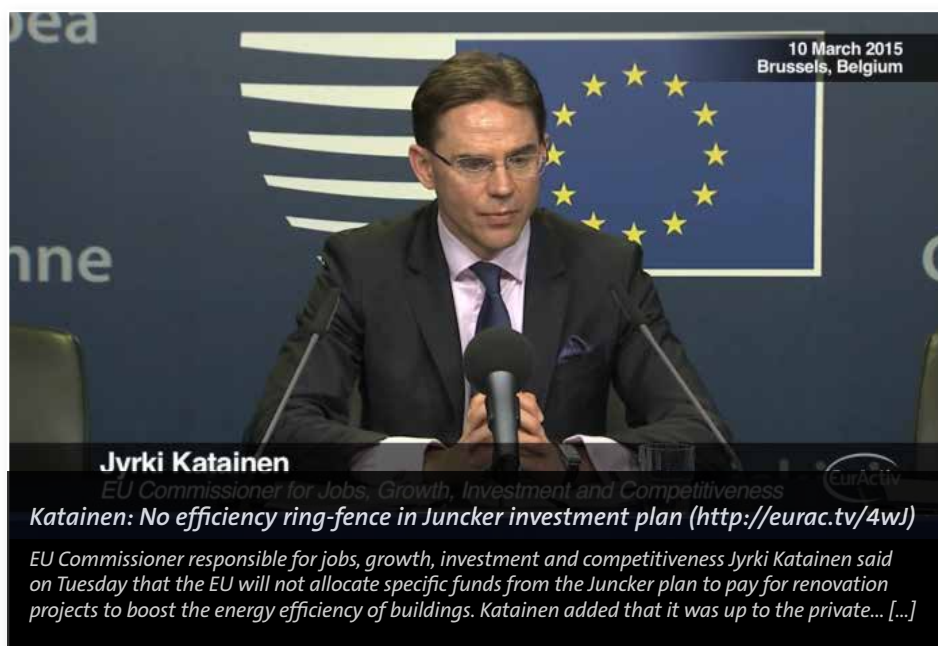 pea
10 March 2015
Brussels, Belgium
nne
C
Jyrki Katainen
EU Commissioner for Jobs, Growth, Investment and Competitiveness
EurActiv
Katainen: No efficiency ring-fence in Juncker investment plan (http://eurac.tv/4wJ)
EU Commissioner responsible for jobs, growth, investment and competitiveness Jyrki Katainen said
on Tuesday that the EU will not allocate specific funds from the Juncker plan to pay for renovation
projects to boost the energy efficiency of buildings. Katainen added that it was up to the private... [...]